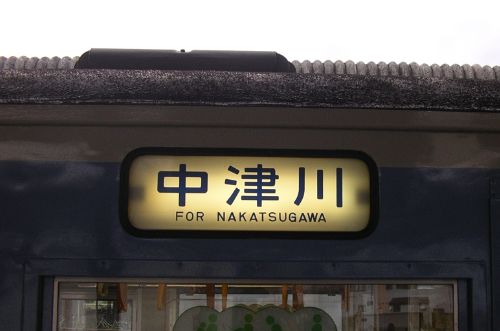 中津川
FOR NAKATSUGAWA